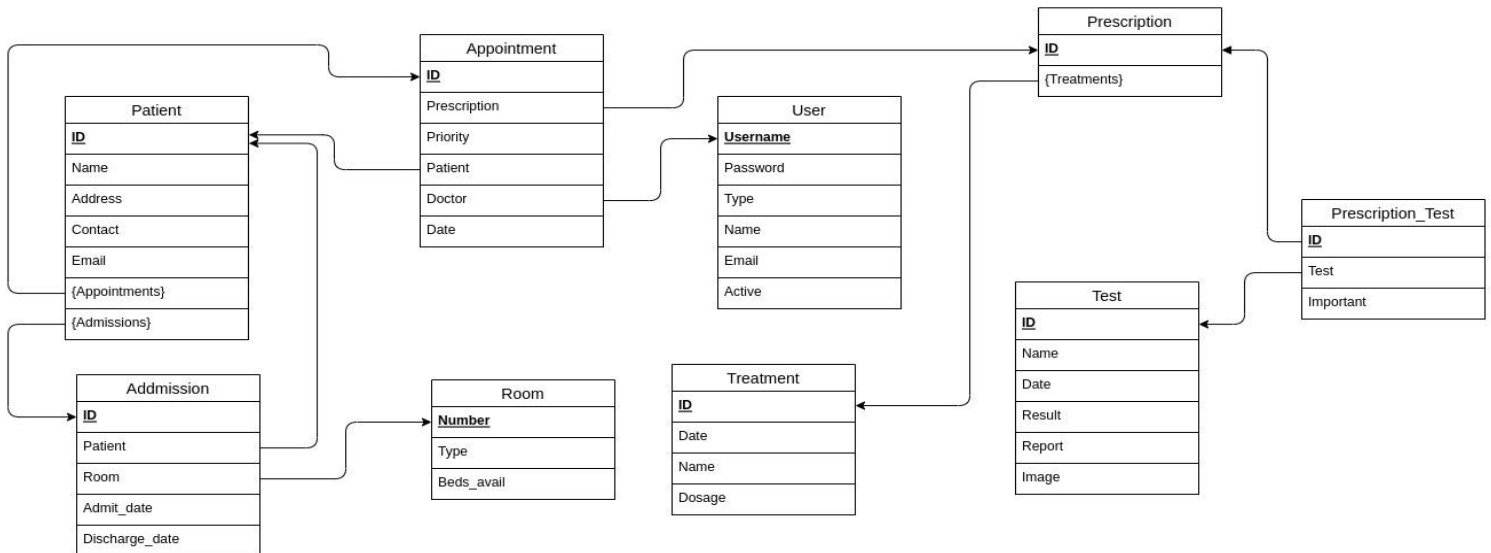 Patient
ID
Name
Address
Contact
Email
{Appointments}
{Admissions}
Addmission
ID
Patient
Room
Admit_date
Discharge_date
Appointment
ID
Prescription
Priority
Patient
Doctor
Date
Room
Number
Type
Beds_avail
User
Username
Password
Type
Name
Email
Active
Treatment
ID
Date
Name
Dosage
Prescription
ID
{Treatments}
Test
ID
Name
Date
Result
Report
Image
Prescription_Test
ID
Test
Important